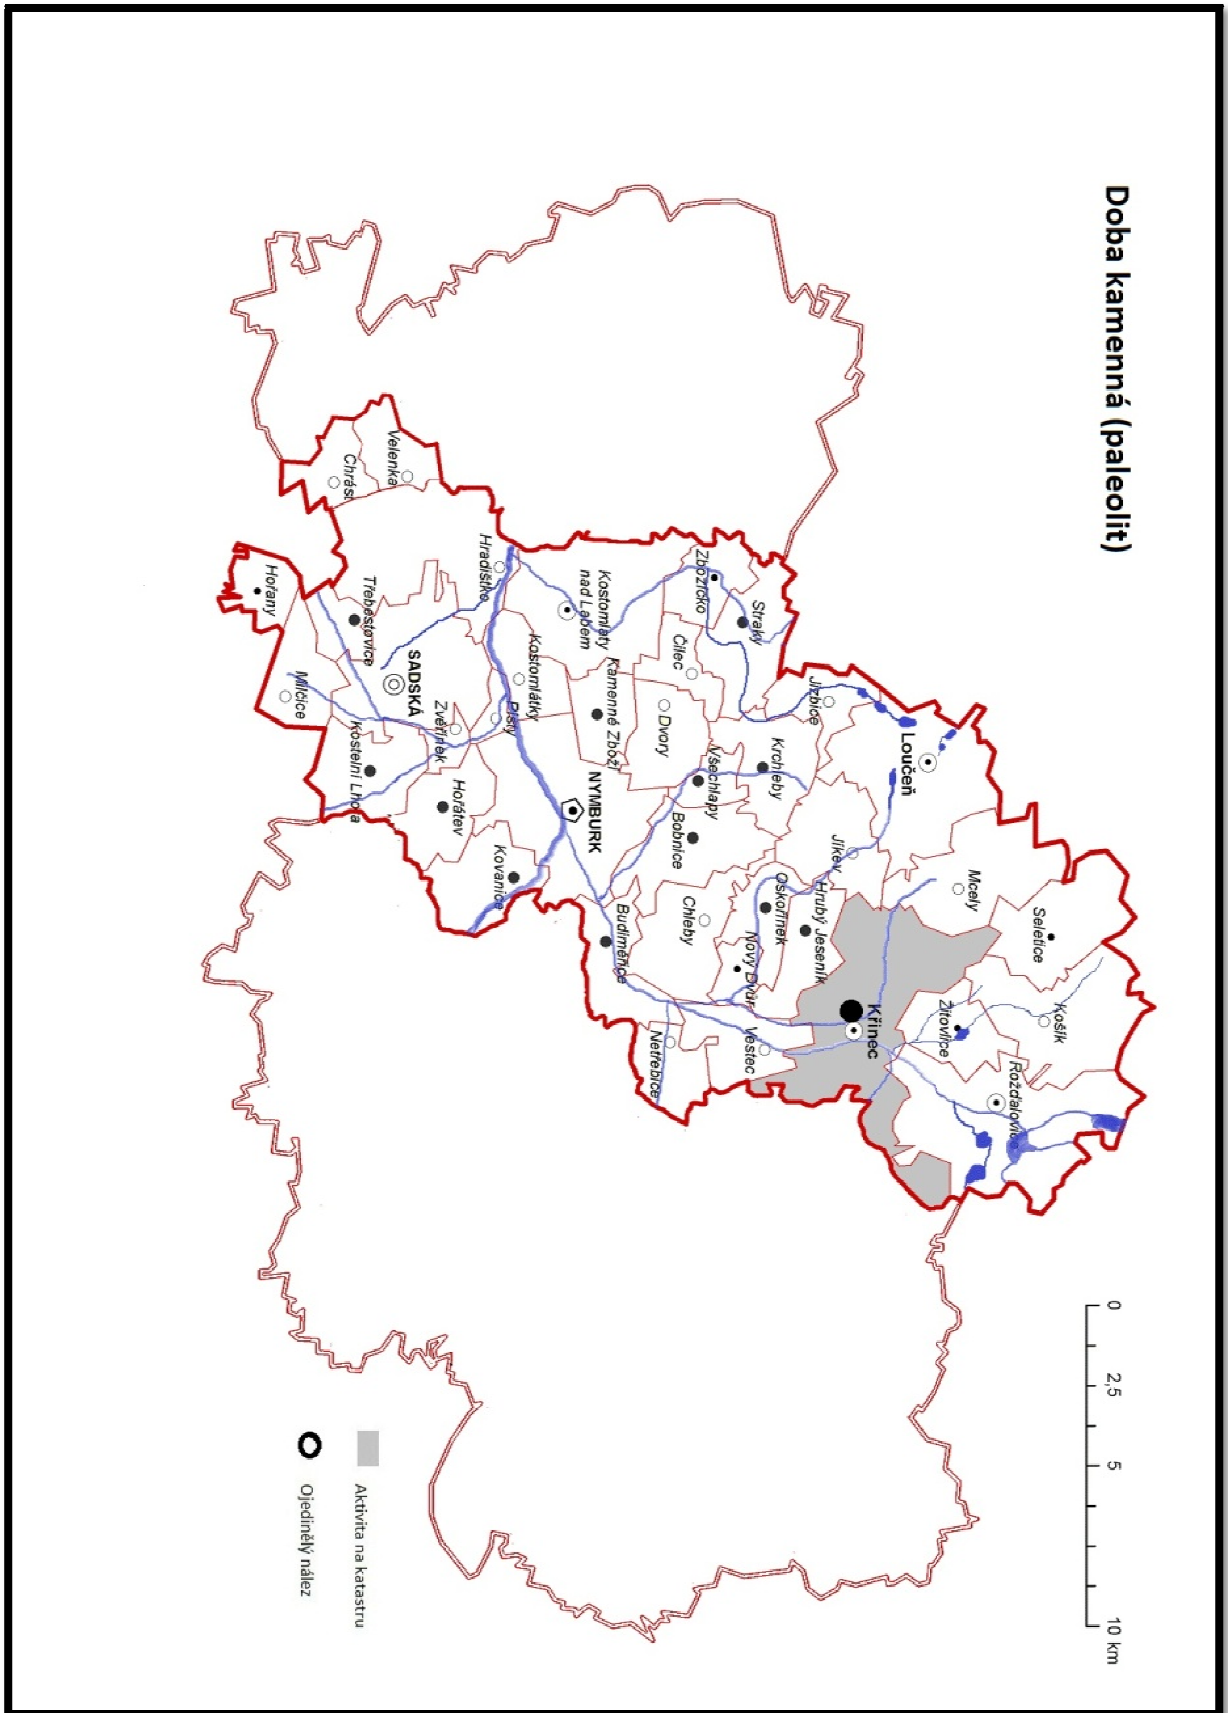 Doba kamenná (paleolit)
0 2,5 5 10 km
Velenka
Chrást
Hradištko
Kostomlaty
nad Labem
Zbožíčko
Straky
Hořany
Třebestovice
SADSKÁ
Milčice
Zvěřínek
Kostelní Lhota
Písty
Kostomlátky
Kamenné Zboží
Čilec
Dvory
Jizbice
Loučeň
Krchleby
Všechlapy
Bobnice
NYMBURK
Hořátev
Kovanice
Budiměřice
Chleby
Oskořínek
Hrubý Jeseník
Nový Dvůr
Jíkev
Mcely
Seletice
Košík
Žitovlice
Rožďalovice
Křinec
Vestec
Netřebice
Aktivita na katastru
Ojedinělý nález